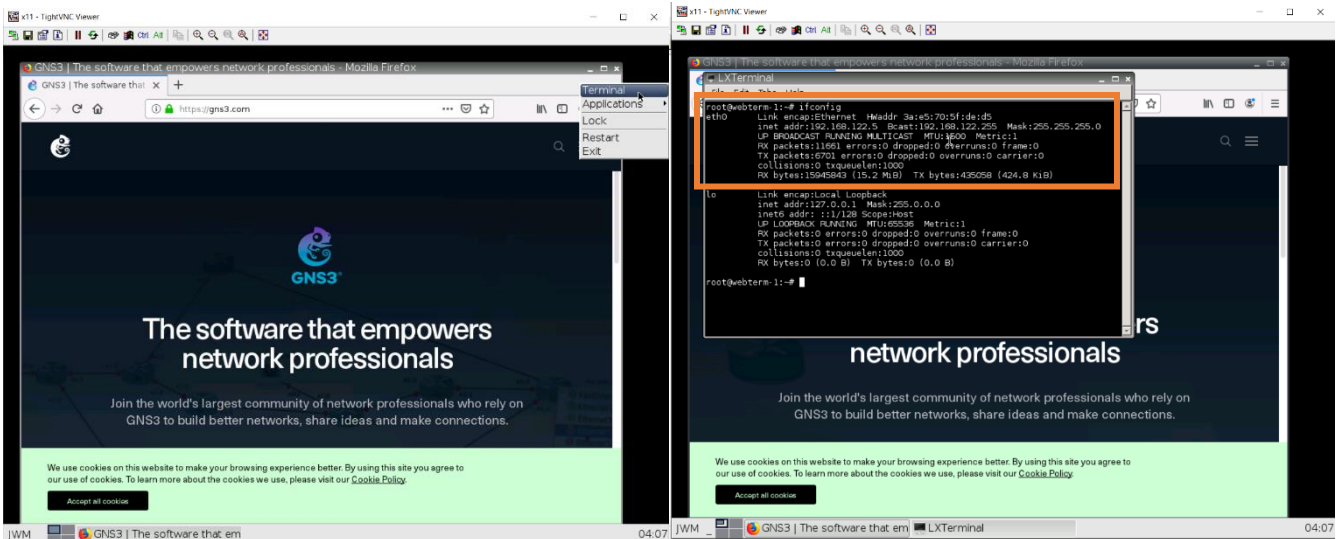 x11 - TightVNC Viewer
Ctrl Alt
GNS3 | The software that empowers network professionals - Mozilla Firefox
GNS3 | The software that
https://gns3.com
Terminal
Applications
Lock
Restart
Exit
GNS3
The software that empowers
network professionals
Join the world's largest community of network professionals who rely on
GNS3 to build better networks, share ideas and make connections.
We use cookies on this website to make your browsing experience better. By using this site you agree to
our use of cookies. To learn more about the cookies we use, please visit our Cookie Policy.
Accept all cookies
JWM
GNS3 | The software that em
04:07
x11 - TightVNC Viewer
Ctrl Alt
GNS3 | The software that empowers network professionals - Mozilla Firefox
LXTerminal
File Edit Tabs Help
root@webterm-1:~# ifconfig
eth0 Link encap:Ethernet HWaddr 3a:e5:70:5f:de:d5
inet addr:192.168.122.5 Bcast:192.168.122.255 Mask:255.255.255.0
UP BROADCAST RUNNING MULTICAST MTU:1500 Metric:1
RX packets:11661 errors:0 dropped:0 overruns:0 frame:0
TX packets:6701 errors:0 dropped:0 overruns:0 carrier:0
collisions:0 txqueuelen:1000
RX bytes:15945843 (15.2 MiB) TX bytes:435058 (424.8 KiB)
lo Link encap:Local Loopback
inet addr:127.0.0.1 Mask:255.0.0.0
inet6 addr: ::1/128 Scope:Host
UP LOOPBACK RUNNING MTU:65536 Metric:1
RX packets:0 errors:0 dropped:0 overruns:0 frame:0
TX packets:0 errors:0 dropped:0 overruns:0 carrier:0
collisions:0 txqueuelen:1000
RX bytes:0 (0.0 B) TX bytes:0 (0.0 B)
root@webterm-1:~#
rs
network professionals
Join the world's largest community of network professionals who rely on
GNS3 to build better networks, share ideas and make connections.
We use cookies on this website to make your browsing experience better. By using this site you agree to
our use of cookies. To learn more about the cookies we use, please visit our Cookie Policy.
Accept all cookies
JWM
GNS3 | The software that em
LXTerminal
04:07